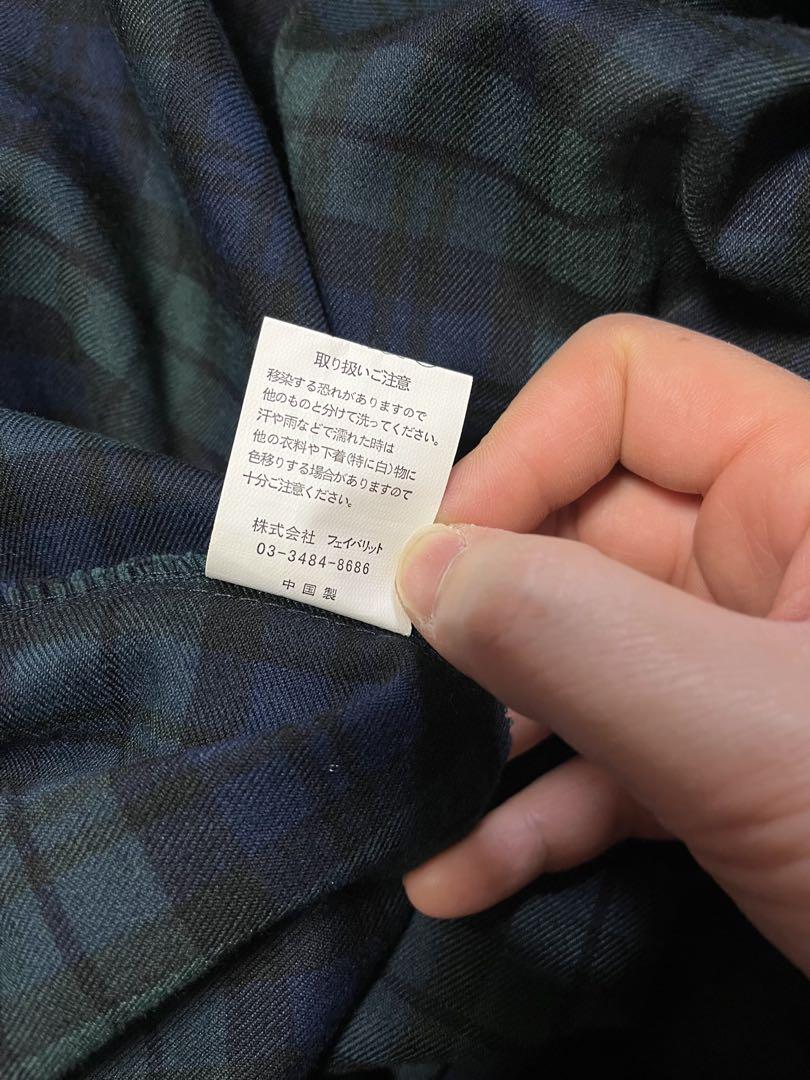 取り扱いご注意
移染する恐れがありますので
他のものと分けて洗ってください。
汗や雨などで濡れた時は
他の衣料や下着(特に白)物に
色移りする場合がありますので
十分ご注意ください。
株式会社 フェイバリット
03-3484-8686
中国製